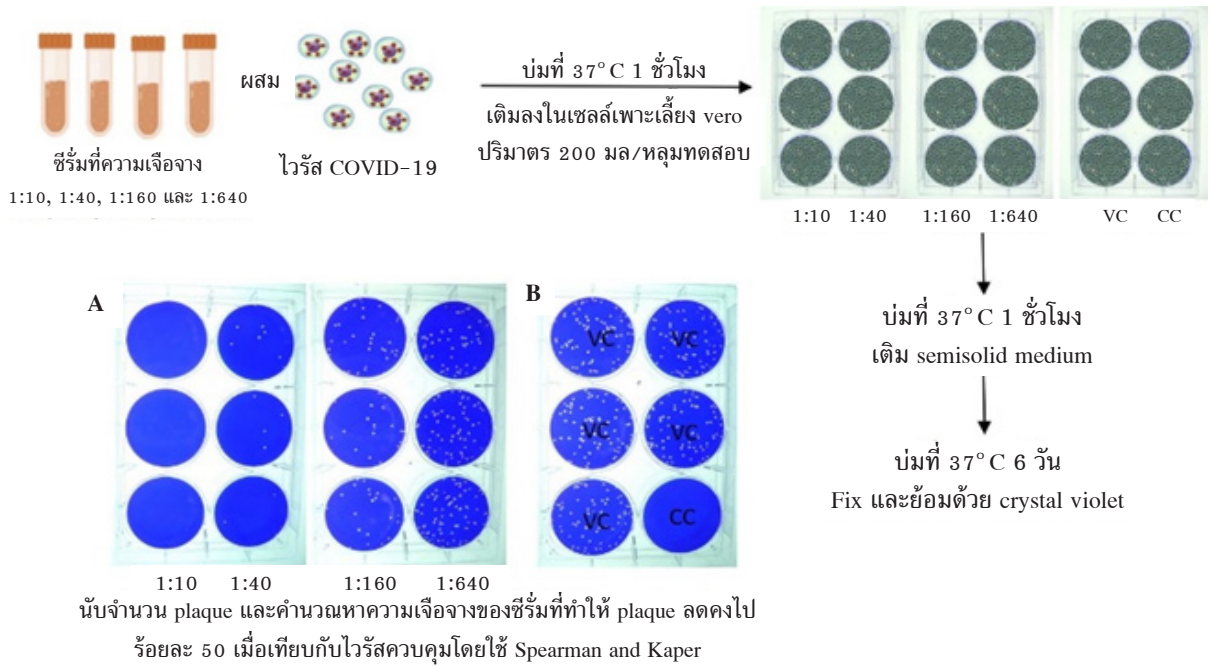 ผสม
บ่มที่ 37°C 1 ชั่วโมง
เติมลงในเซลล์เพาะเลี้ยง vero
ปริมาตร 200 มล/หลุมทดสอบ
ซีรั่มที่ความเจือจาง
1:10, 1:40, 1:160 และ 1:640
ไวรัส COVID-19
1:10 1:40 1:160 1:640 VC CC
บ่มที่ 37°C 1 ชั่วโมง
เติม semisolid medium
บ่มที่ 37°C 6 วัน
Fix และย้อมด้วย crystal violet
A
B
VC VC
VC VC
VC CC
1:10 1:40 1:160 1:640
นับจำนวน plaque และคำนวณหาความเจือจางของซีรั่มที่ทำให้ plaque ลดคงไป
ร้อยละ 50 เมื่อเทียบกับไวรัสควบคุมโดยใช้ Spearman and Kaper